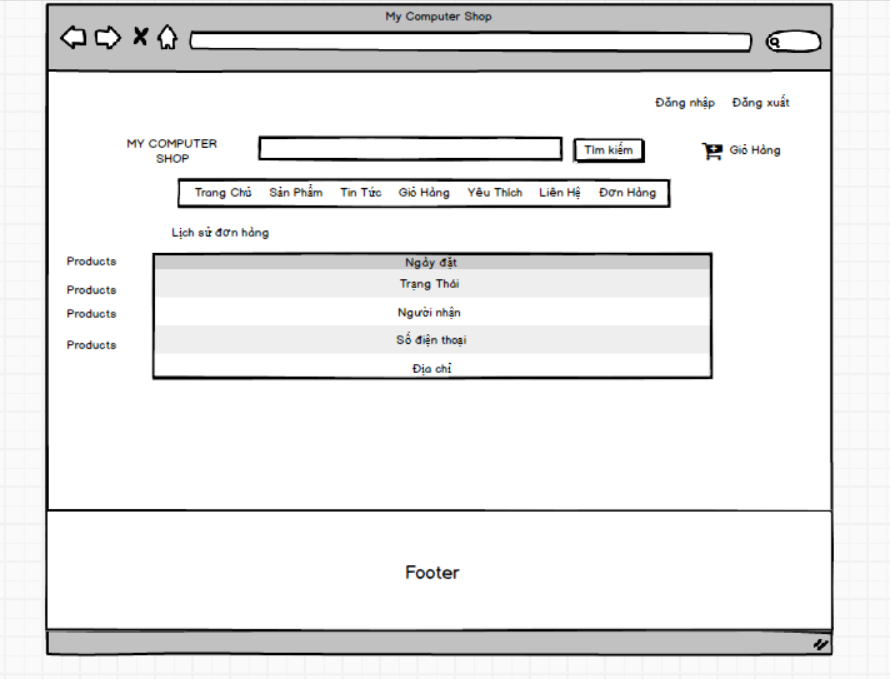 My Computer Shop
Đăng nhập Đăng xuất
MY COMPUTER
SHOP
Tìm kiếm
Giỏ Hàng
Trang Chủ Sản Phẩm Tin Tức Giỏ Hàng Yêu Thích Liên Hệ Đơn Hàng
Lịch sử đơn hàng
Products
Ngày đặt
Products
Trạng Thái
Products
Người nhận
Products
Số điện thoại
Địa chỉ
Footer